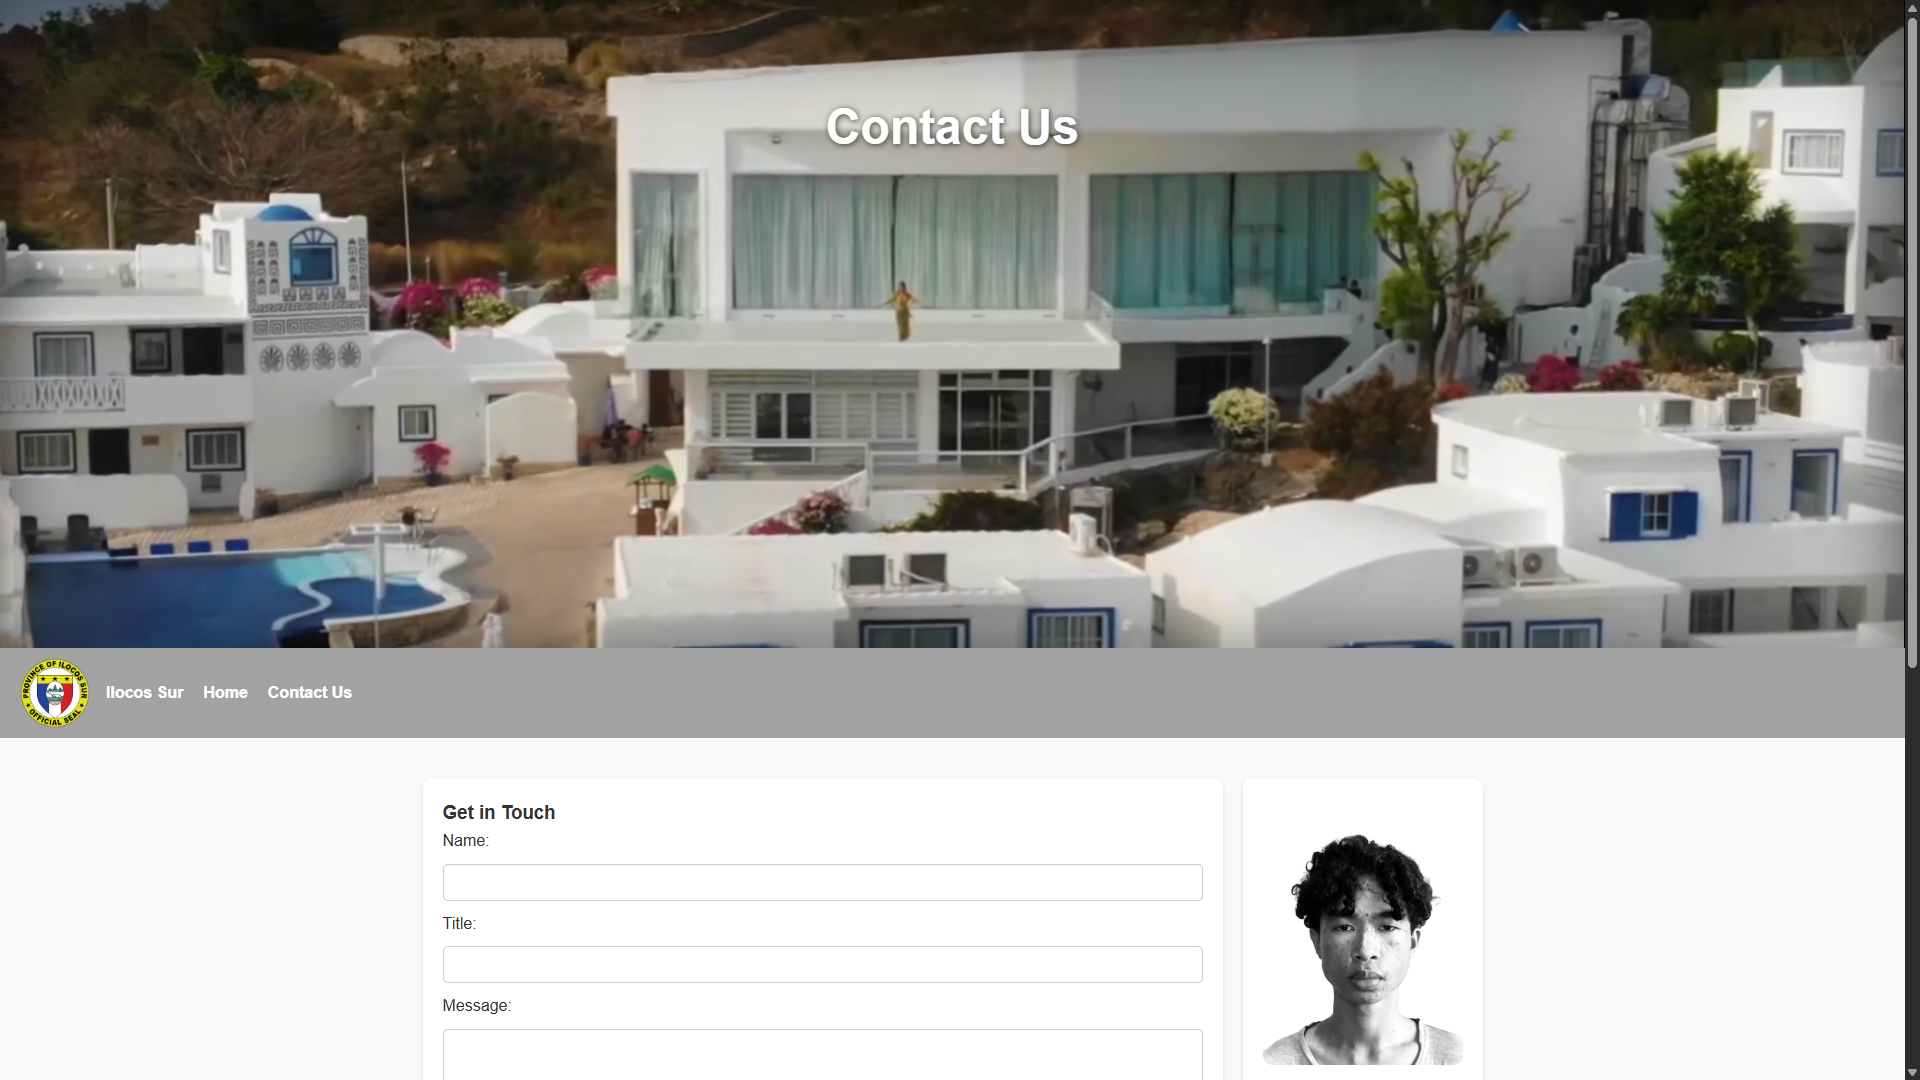 Contact Us
PROVINCE OF ILOCOS SUR
OFFICIAL SEAL
Ilocos Sur Home Contact Us
Get in Touch
Name:
Title:
Message: